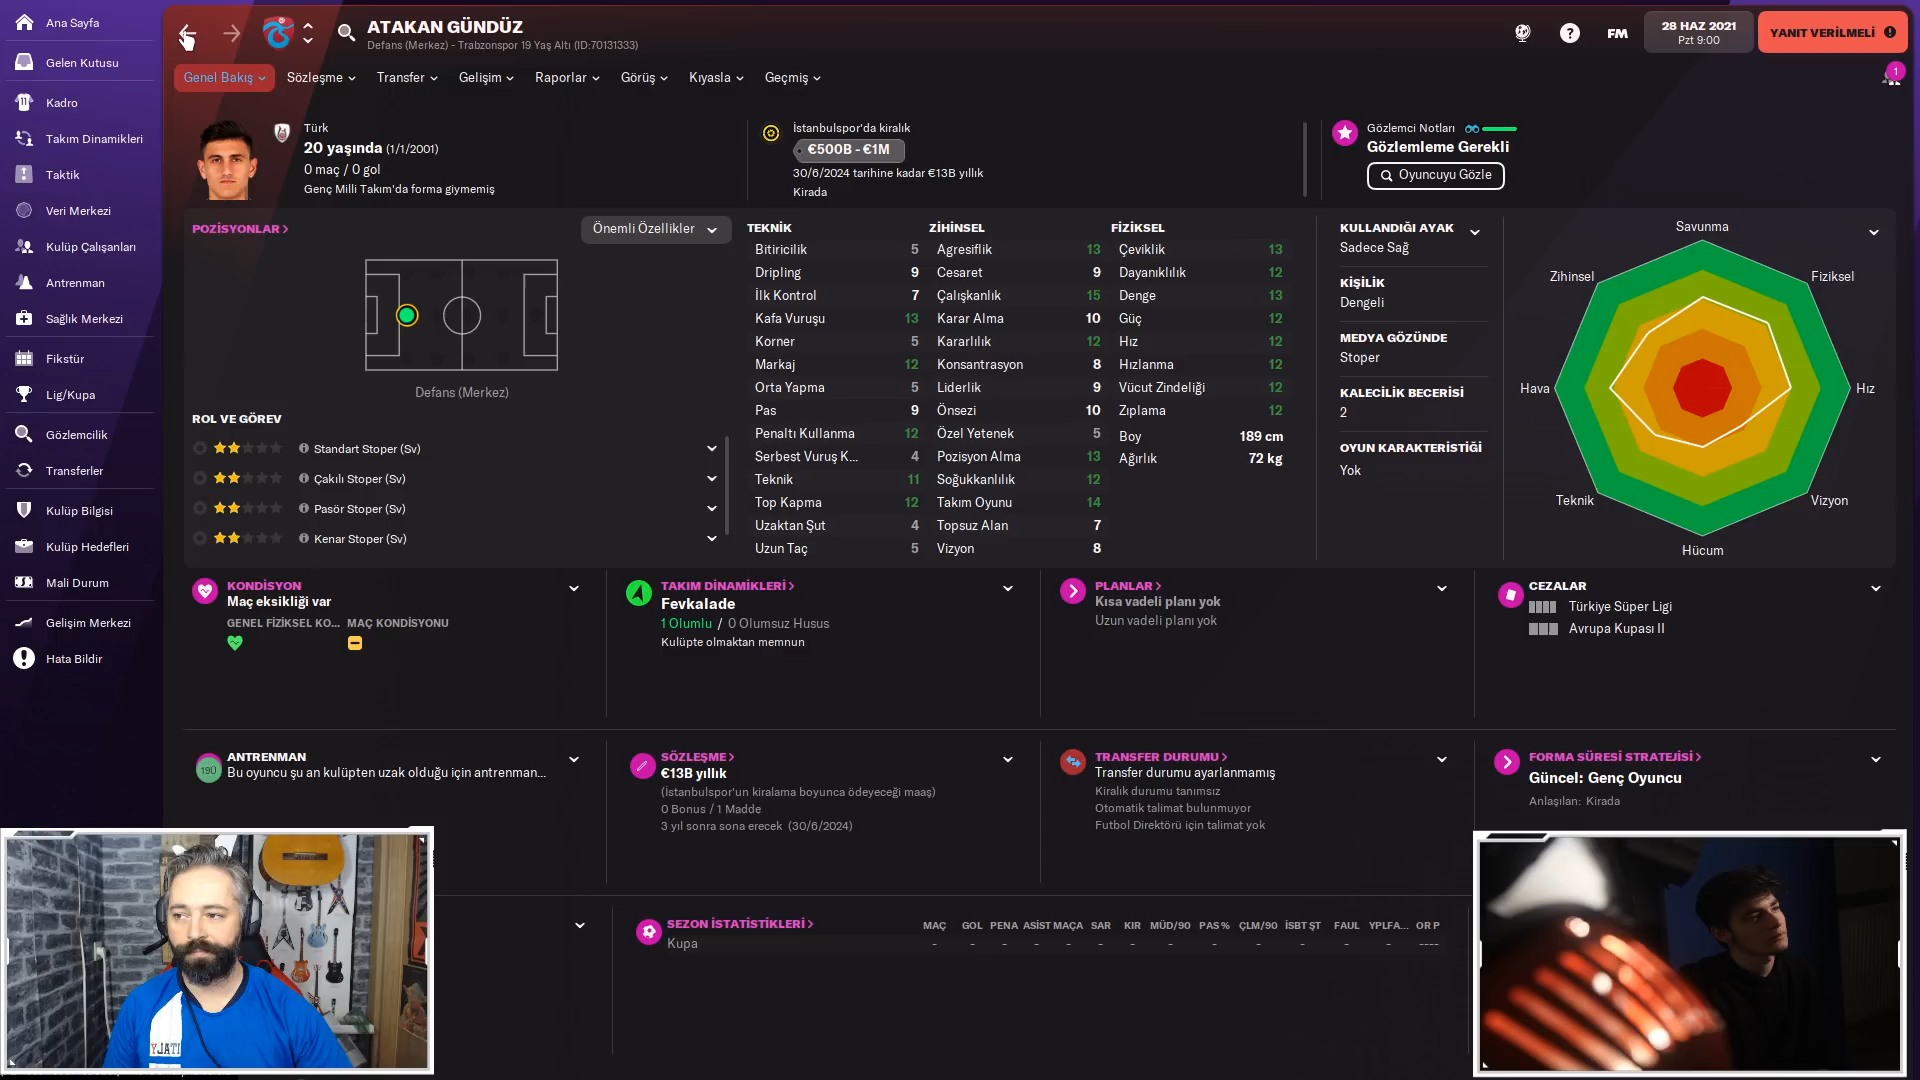 Ana Sayfa
Gelen Kutusu
Kadro
Takım Dinamikleri
Taktik
Veri Merkezi
Kulüp Çalışanları
Antrenman
Sağlık Merkezi
Fikstür
Lig/Kupa
Gözlemcilik
Transferler
Kulüp Bilgisi
Kulüp Hedefleri
Mali Durum
Gelişim Merkezi
Hata Bildir
ATAKAN GÜNDÜZ
Defans (Merkez) - Trabzonspor 19 Yaş Altı (ID:70131333)
FM
28 HAZ 2021
Pzt 9:00
YANIT VERİLMELİ
Genel Bakış
Sözleşme
Transfer
Gelişim
Raporlar
Görüş
Kıyasla
Geçmiş
1
Türk
20 yaşında (1/1/2001)
0 maç / 0 gol
Genç Milli Takım'da forma giymemiş
İstanbulspor'da kiralık
€500B - €1M
30/6/2024 tarihine kadar €13B yıllık
Kirada
Gözlemci Notları
Gözlemleme Gerekli
Oyuncuyu Gözle
POZİSYONLAR >
Önemli Özellikler
Defans (Merkez)
ROL VE GÖREV
Standart Stoper (Sv)
Çakılı Stoper (Sv)
Pasör Stoper (Sv)
Kenar Stoper (Sv)
TEKNİK
Bitiricilik 5
Dripling 9
İlk Kontrol 7
Kafa Vuruşu 13
Korner 5
Markaj 12
Orta Yapma 5
Pas 9
Penaltı Kullanma 12
Serbest Vuruş K... 4
Teknik 11
Top Kapma 12
Uzaktan Şut 4
Uzun Taç 5
ZİHİNSEL
Agresiflik 13
Cesaret 9
Çalışkanlık 15
Karar Alma 10
Kararlılık 12
Konsantrasyon 8
Liderlik 9
Önsezi 10
Özel Yetenek 5
Pozisyon Alma 13
Soğukkanlılık 12
Takım Oyunu 14
Topsuz Alan 7
Vizyon 8
FİZİKSEL
Çeviklik 13
Dayanıklılık 12
Denge 13
Güç 12
Hız 12
Hızlanma 12
Vücut Zindeliği 12
Zıplama 12
Boy 189 cm
Ağırlık 72 kg
KULLANDIĞI AYAK
Sadece Sağ
KİŞİLİK
Dengeli
MEDYA GÖZÜNDE
Stoper
KALECİLİK BECERİSİ
2
OYUN KARAKTERİSTİĞİ
Yok
Savunma
Zihinsel
Fiziksel
Hava
Hız
Teknik
Vizyon
Hücum
KONDİSYON
Maç eksikliği var
GENEL FİZİKSEL KO... MAÇ KONDİSYONU
TAKIM DİNAMİKLERİ >
Fevkalade
1 Olumlu / 0 Olumsuz Husus
Kulüpte olmaktan memnun
PLANLAR >
Kısa vadeli planı yok
Uzun vadeli planı yok
CEZALAR
Türkiye Süper Ligi
Avrupa Kupası II
190
ANTRENMAN
Bu oyuncu şu an kulüpten uzak olduğu için antrenman...
SÖZLEŞME >
€13B yıllık
(İstanbulspor'un kiralama boyunca ödeyeceği maaş)
0 Bonus / 1 Madde
3 yıl sonra sona erecek (30/6/2024)
TRANSFER DURUMU >
Transfer durumu ayarlanmamış
Kiralık durumu tanımsız
Otomatik talimat bulunmuyor
Futbol Direktörü için talimat yok
FORMA SÜRESİ STRATEJİSİ >
Güncel: Genç Oyuncu
Anlaşılan: Kirada
SEZON İSTATİSTİKLERİ > MAÇ GOL PENA ASİST MAÇA SAR KIR MÜD/90 PAS % ÇLM/90 İSBT ŞT FAUL YPLFA... OR P
Kupa - - - - - - - - - - - - - ----
YJATI